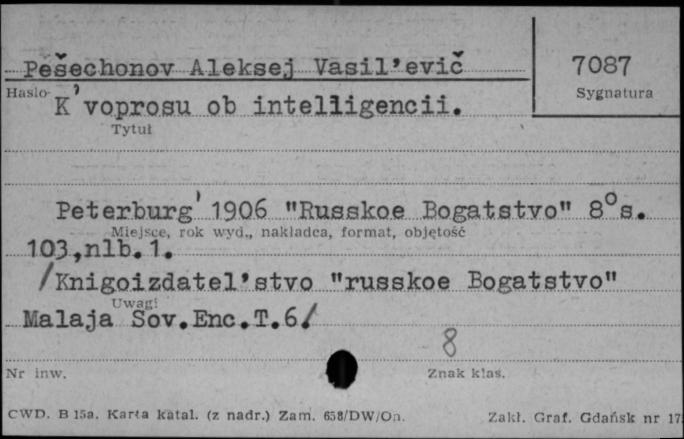 Pešechonov Aleksej Vasil'evič
7087
Hasło
Sygnatura
K' voprosu ob intelligencii.
Tytuł
Peterburg' 1906 "Russkoe Bogatstvo" 8°s.
Miejsce, rok wyd., nakładca, format, objętość
103,nlb.1.
/Knigoizdatel'stvo "russkoe Bogatstvo"
Uwagi
Malaja Sov.Enc.T.6/
8
Nr inw.
Znak klas.
CWD. B 15a. Karta katal. (z nadr.) Zam. 658/DW/On.
Zakł. Graf. Gdańsk nr